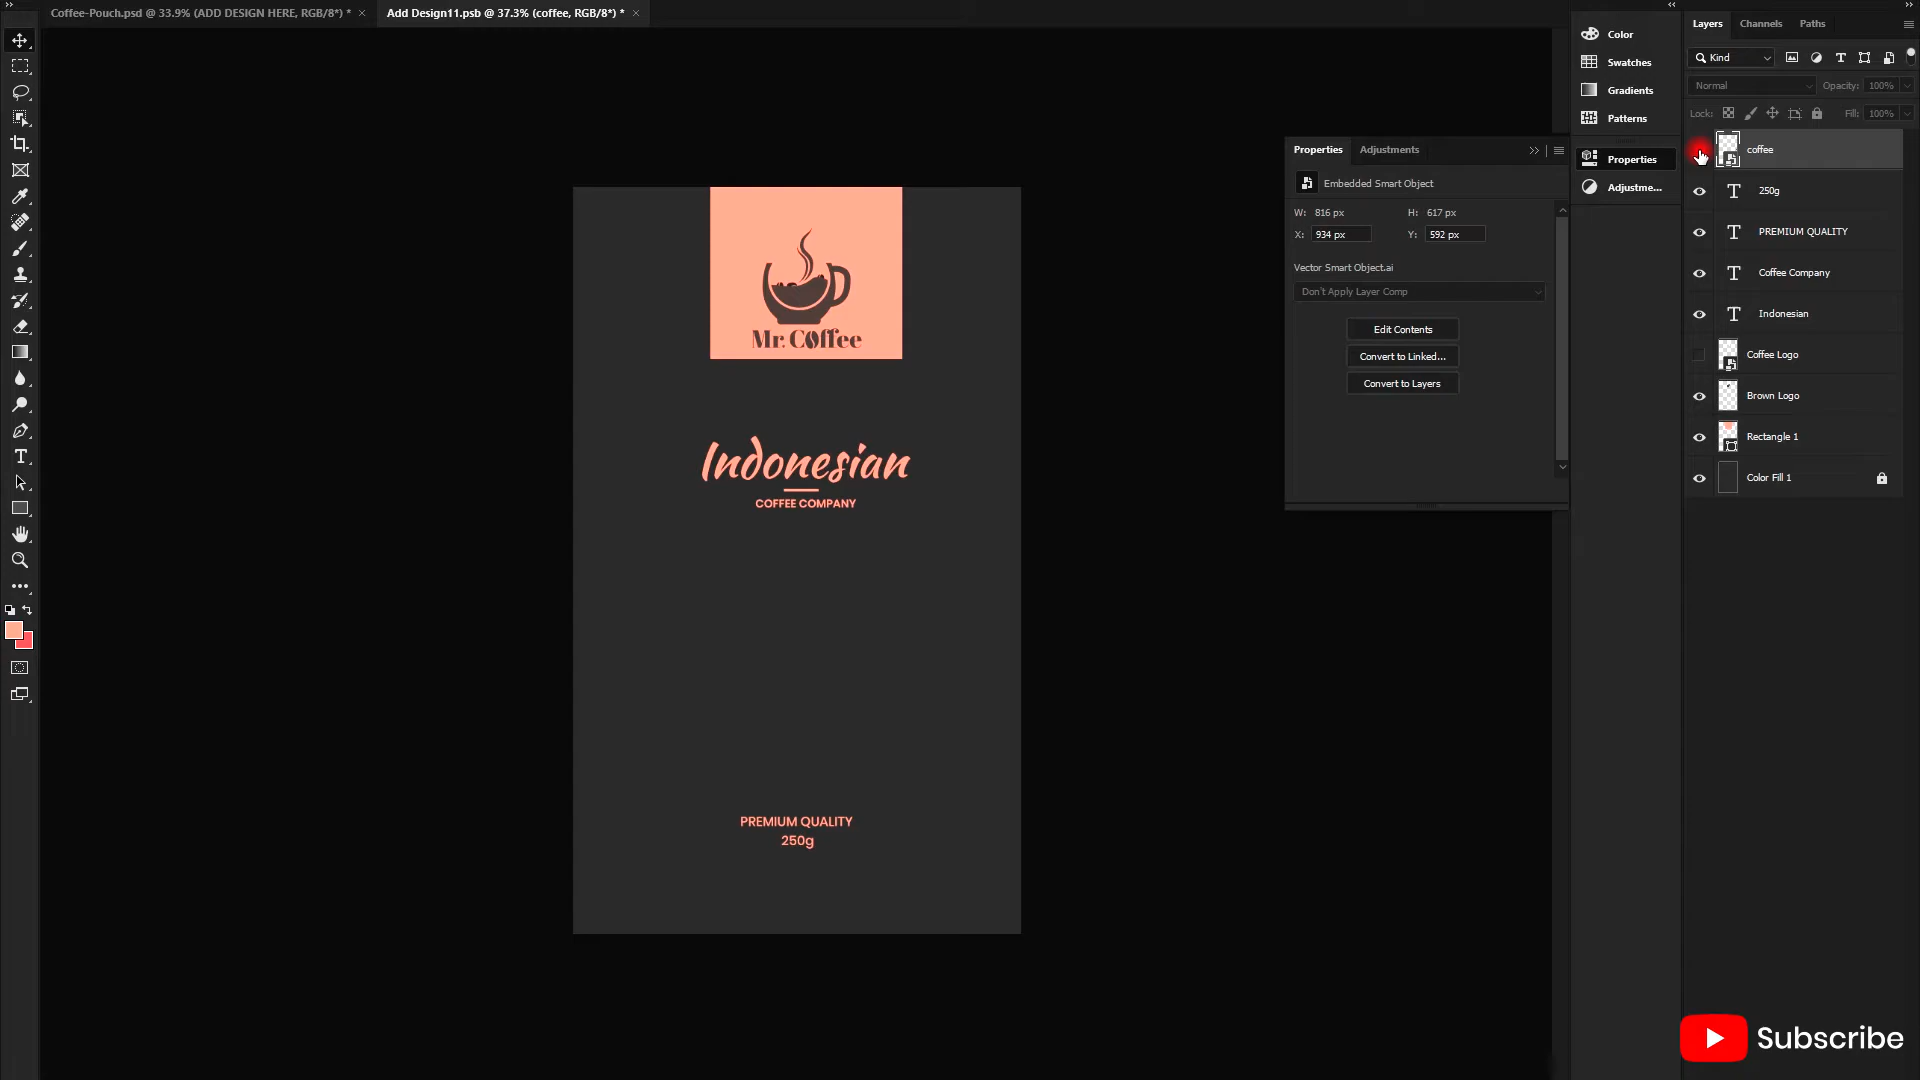 Coffee-Pouch.psd @ 33.9% (ADD DESIGN HERE, RGB/8*) *
Add Design11.psb @ 37.3% (coffee, RGB/8*) *
Color
Swatches
Gradients
Patterns
Properties
Adjustme...
Layers
Channels
Paths
Kind
Normal
Opacity: 100%
Lock:
Fill: 100%
coffee
250g
PREMIUM QUALITY
Coffee Company
Indonesian
Coffee Logo
Brown Logo
Rectangle 1
Color Fill 1
Properties
Adjustments
Embedded Smart Object
W: 816 px
H: 617 px
X: 934 px
Y: 592 px
Vector Smart Object.ai
Don't Apply Layer Comp
Edit Contents
Convert to Linked...
Convert to Layers
Mr. Coffee
Indonesian
COFFEE COMPANY
PREMIUM QUALITY
250g
Subscribe